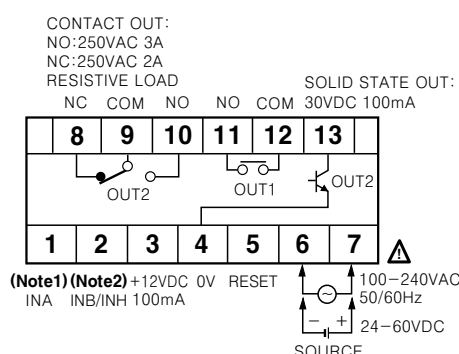 CONTACT OUT:
NO:250VAC 3A
NC:250VAC 2A
RESISTIVE LOAD
SOLID STATE OUT:
30VDC 100mA
NC COM NO NO COM
8 9 10 11 12 13
OUT2 OUT1 OUT2
1 2 3 4 5 6 7
(Note1) (Note2) +12VDC 0V RESET
INA INB/INH 100mA
100-240VAC
50/60Hz
- + 24-60VDC
SOURCE